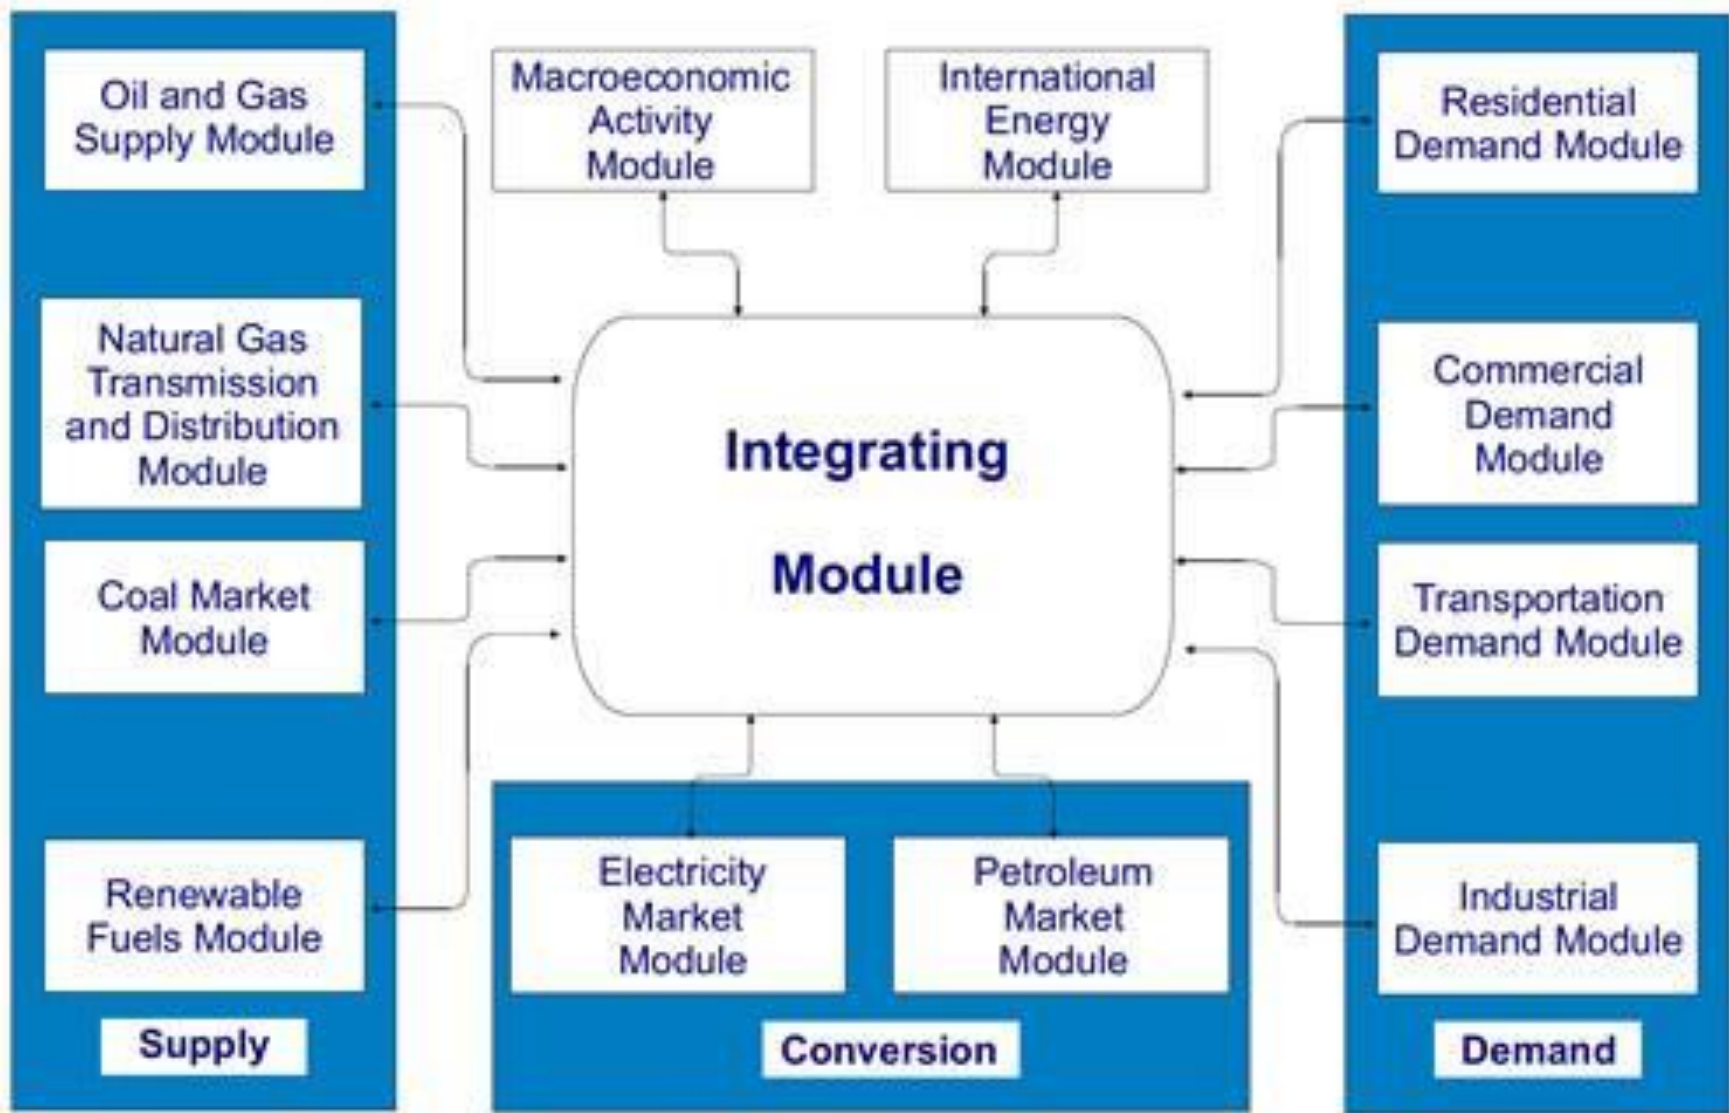 Oil and Gas
Supply Module
Natural Gas
Transmission
and Distribution
Module
Coal Market
Module
Renewable
Fuels Module
Supply
Macroeconomic
Activity
Module
International
Energy
Module
Integrating
Module
Electricity
Market
Module
Petroleum
Market
Module
Conversion
Residential
Demand Module
Commercial
Demand
Module
Transportation
Demand Module
Industrial
Demand Module
Demand